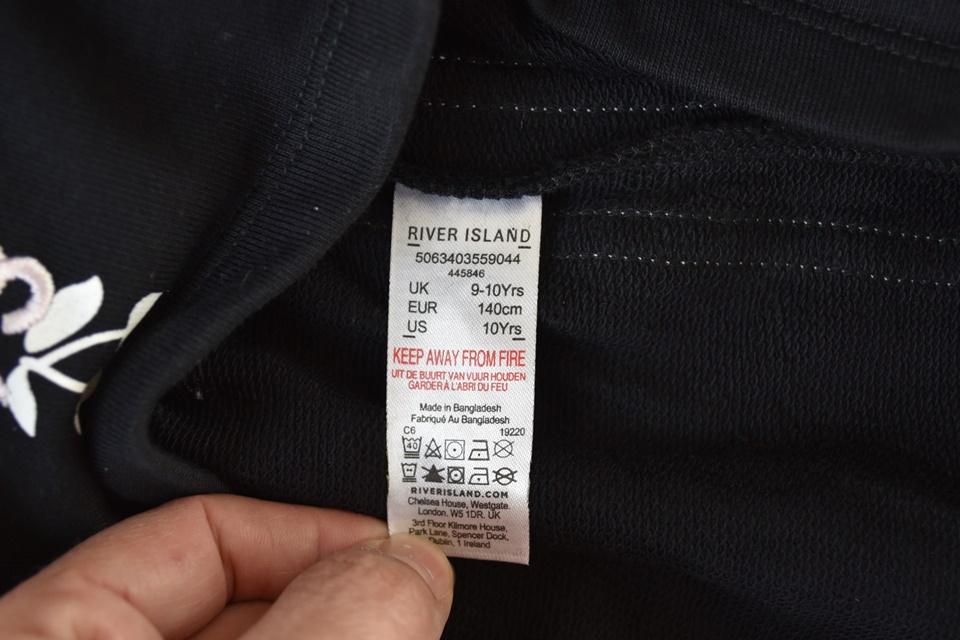 RIVER ISLAND
5063403559044
445846
UK 9-10Yrs
EUR 140cm
US 10Yrs
KEEP AWAY FROM FIRE
UIT DE BUURT VAN VUUR HOUDEN
GARDER À L'ABRI DU FEU
Made in Bangladesh
Fabriqué Au Bangladesh
C6 19220
40
RIVERISLAND.COM
Chelsea House, Westgate.
London. W5 1DR. UK
3rd Floor Kilmore House,
Park Lane, Spencer Dock,
Dublin, 1 Ireland